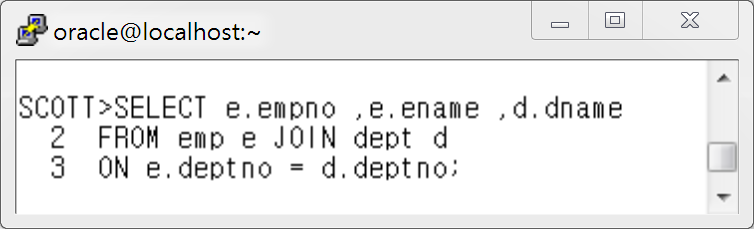 oracle@localhost:~
SCOTT>SELECT e.empno ,e.ename ,d.dname
2 FROM emp e JOIN dept d
3 ON e.deptno = d.deptno;